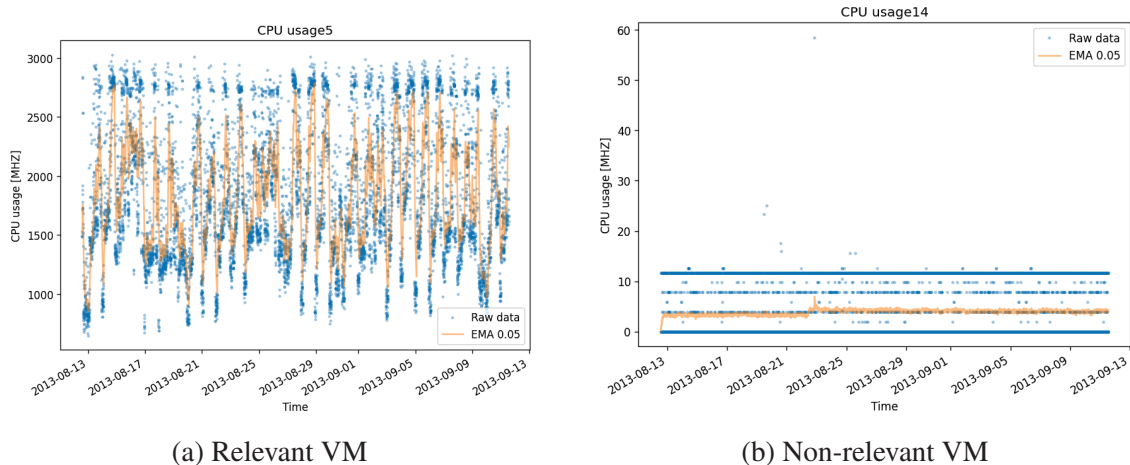 CPU usage5
3000
2500
2000
1500
1000
CPU usage [MHZ]
Raw data
EMA 0.05
2013-08-13
2013-08-17
2013-08-21
2013-08-25
2013-08-29
2013-09-01
2013-09-05
2013-09-09
2013-09-13
Time
(a) Relevant VM
CPU usage14
60
50
40
30
20
10
0
CPU usage [MHZ]
Raw data
EMA 0.05
2013-08-13
2013-08-17
2013-08-21
2013-08-25
2013-08-29
2013-09-01
2013-09-05
2013-09-09
2013-09-13
Time
(b) Non-relevant VM